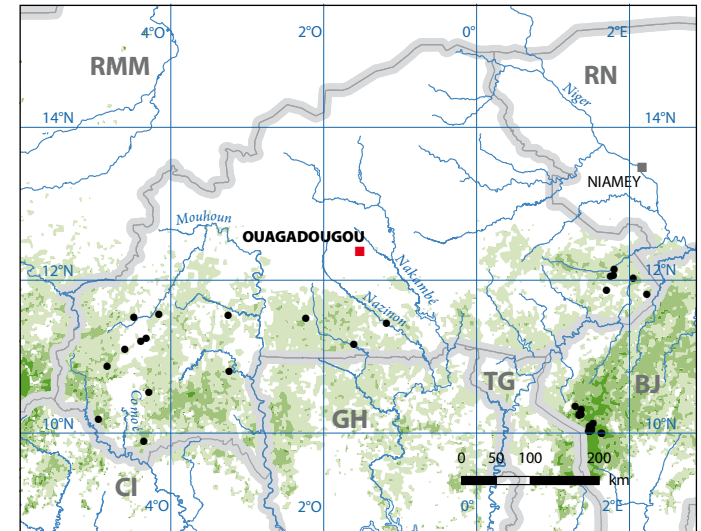 4°O
2°O
0°
2°E
RMM
RN
Niger
14°N
14°N
NIAMEY
Mouhoun
OUAGADOUGOU
Nakambé
12°N
12°N
Nazinon
TG
BJ
Comoé
GH
10°N
10°N
0 50 100 200
km
CI
4°O
2°O
0°
2°E